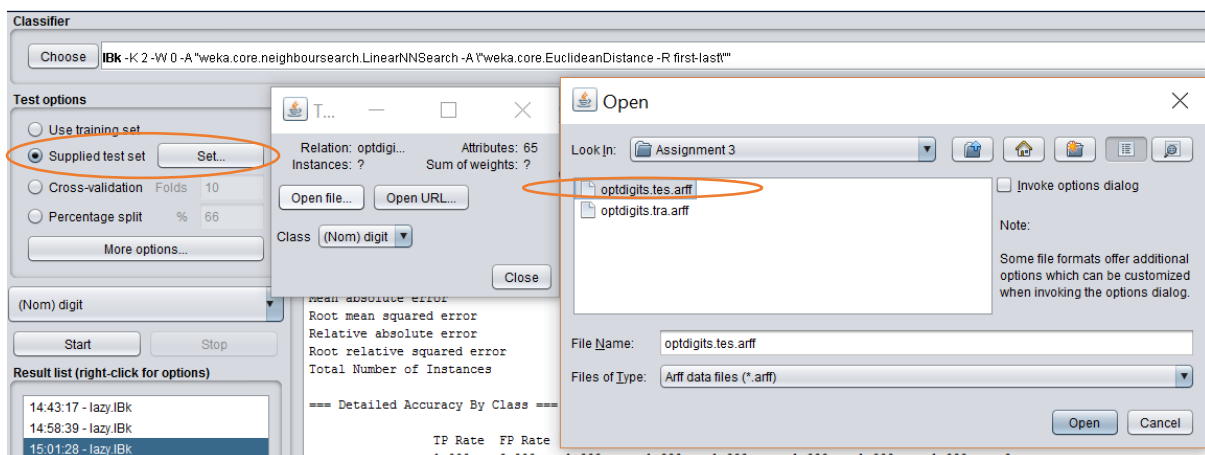 Classifier
Choose IBk -K 2 -W 0 -A "weka.core.neighboursearch.LinearNNSearch -A \"weka.core.EuclideanDistance -R first-last\""
Test options
Use training set
Supplied test set Set...
Cross-validation Folds 10
Percentage split % 66
More options...
(Nom) digit
Start Stop
Result list (right-click for options)
14:43:17 - lazy.IBk
14:58:39 - lazy.IBk
15:01:28 - lazy.IBk
T...
Relation: optdigi... Attributes: 65
Instances: ? Sum of weights: ?
Open file... Open URL...
Class (Nom) digit
Close
Mean absolute error
Root mean squared error
Relative absolute error
Root relative squared error
Total Number of Instances
=== Detailed Accuracy By Class ===
TP Rate FP Rate
Open
Look In: Assignment 3
optdigits.tes.arff
optdigits.tra.arff
Invoke options dialog
Note:
Some file formats offer additional
options which can be customized
when invoking the options dialog.
File Name: optdigits.tes.arff
Files of Type: Arff data files (*.arff)
Open Cancel